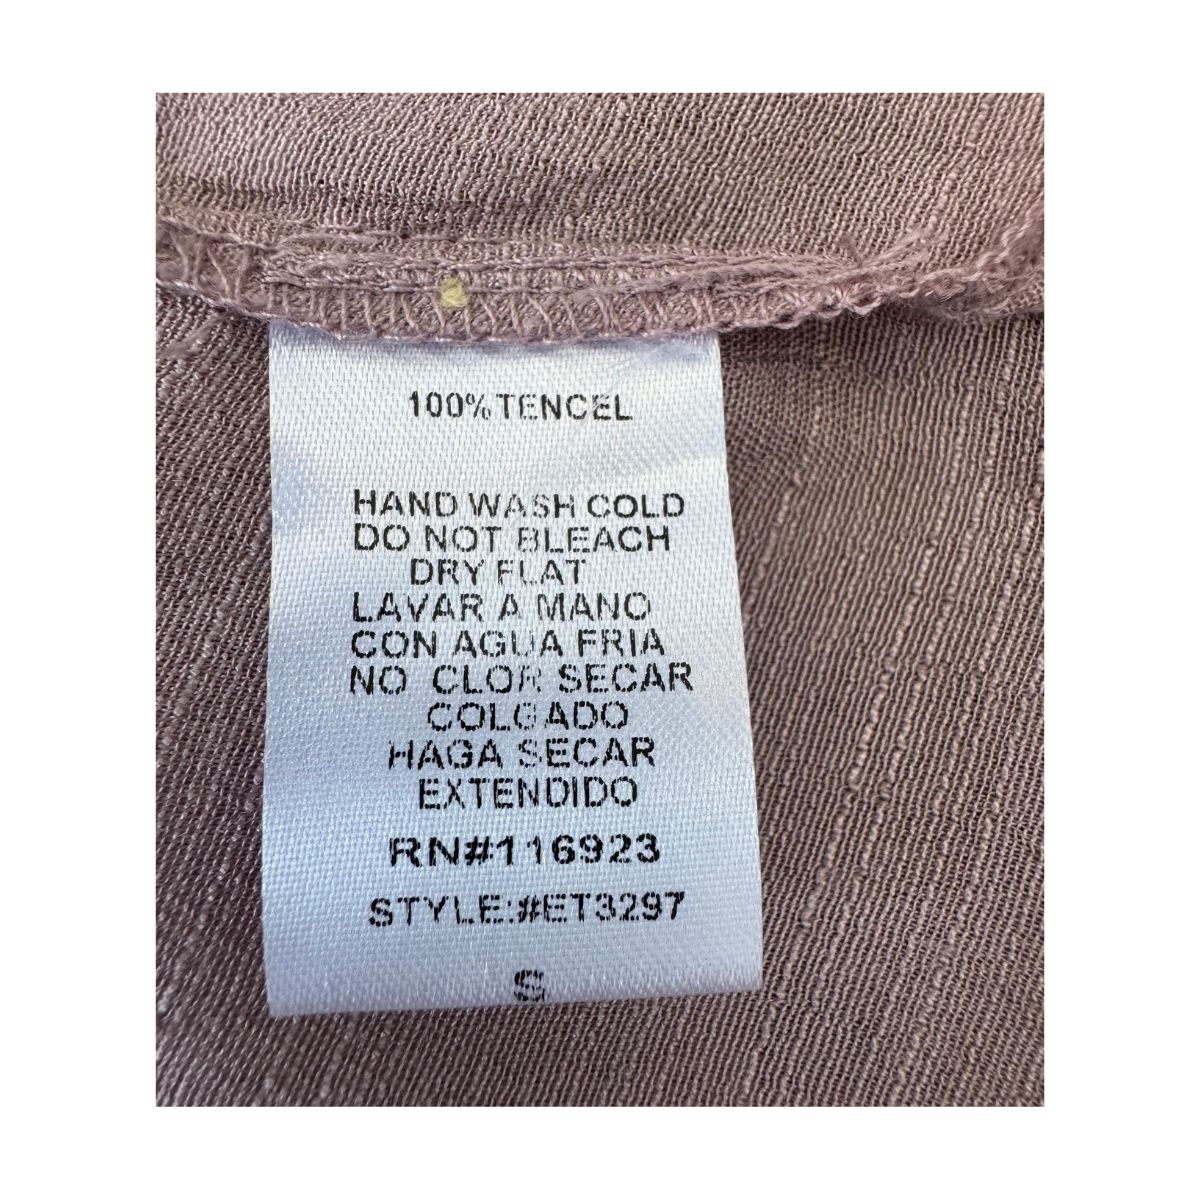 100% TENCEL
HAND WASH COLD
DO NOT BLEACH
DRY FLAT
LAVAR A MANO
CON AGUA FRIA
NO CLOR SECAR
COLGADO
HAGA SECAR
EXTENDIDO
RN#116923
STYLE:#ET3297
S